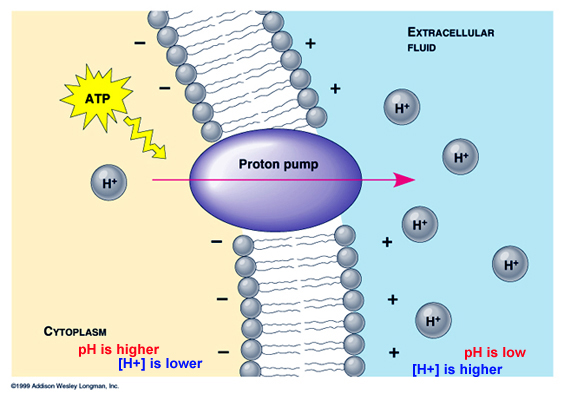 EXTRACELLULAR
FLUID
−
+
−
+
ATP
H+
H+
H+
Proton pump
H+
−
+
H+
−
+
H+
CYTOPLASM
pH is higher
[H+] is lower
−
+
pH is low
[H+] is higher
©1999 Addison Wesley Longman, Inc.